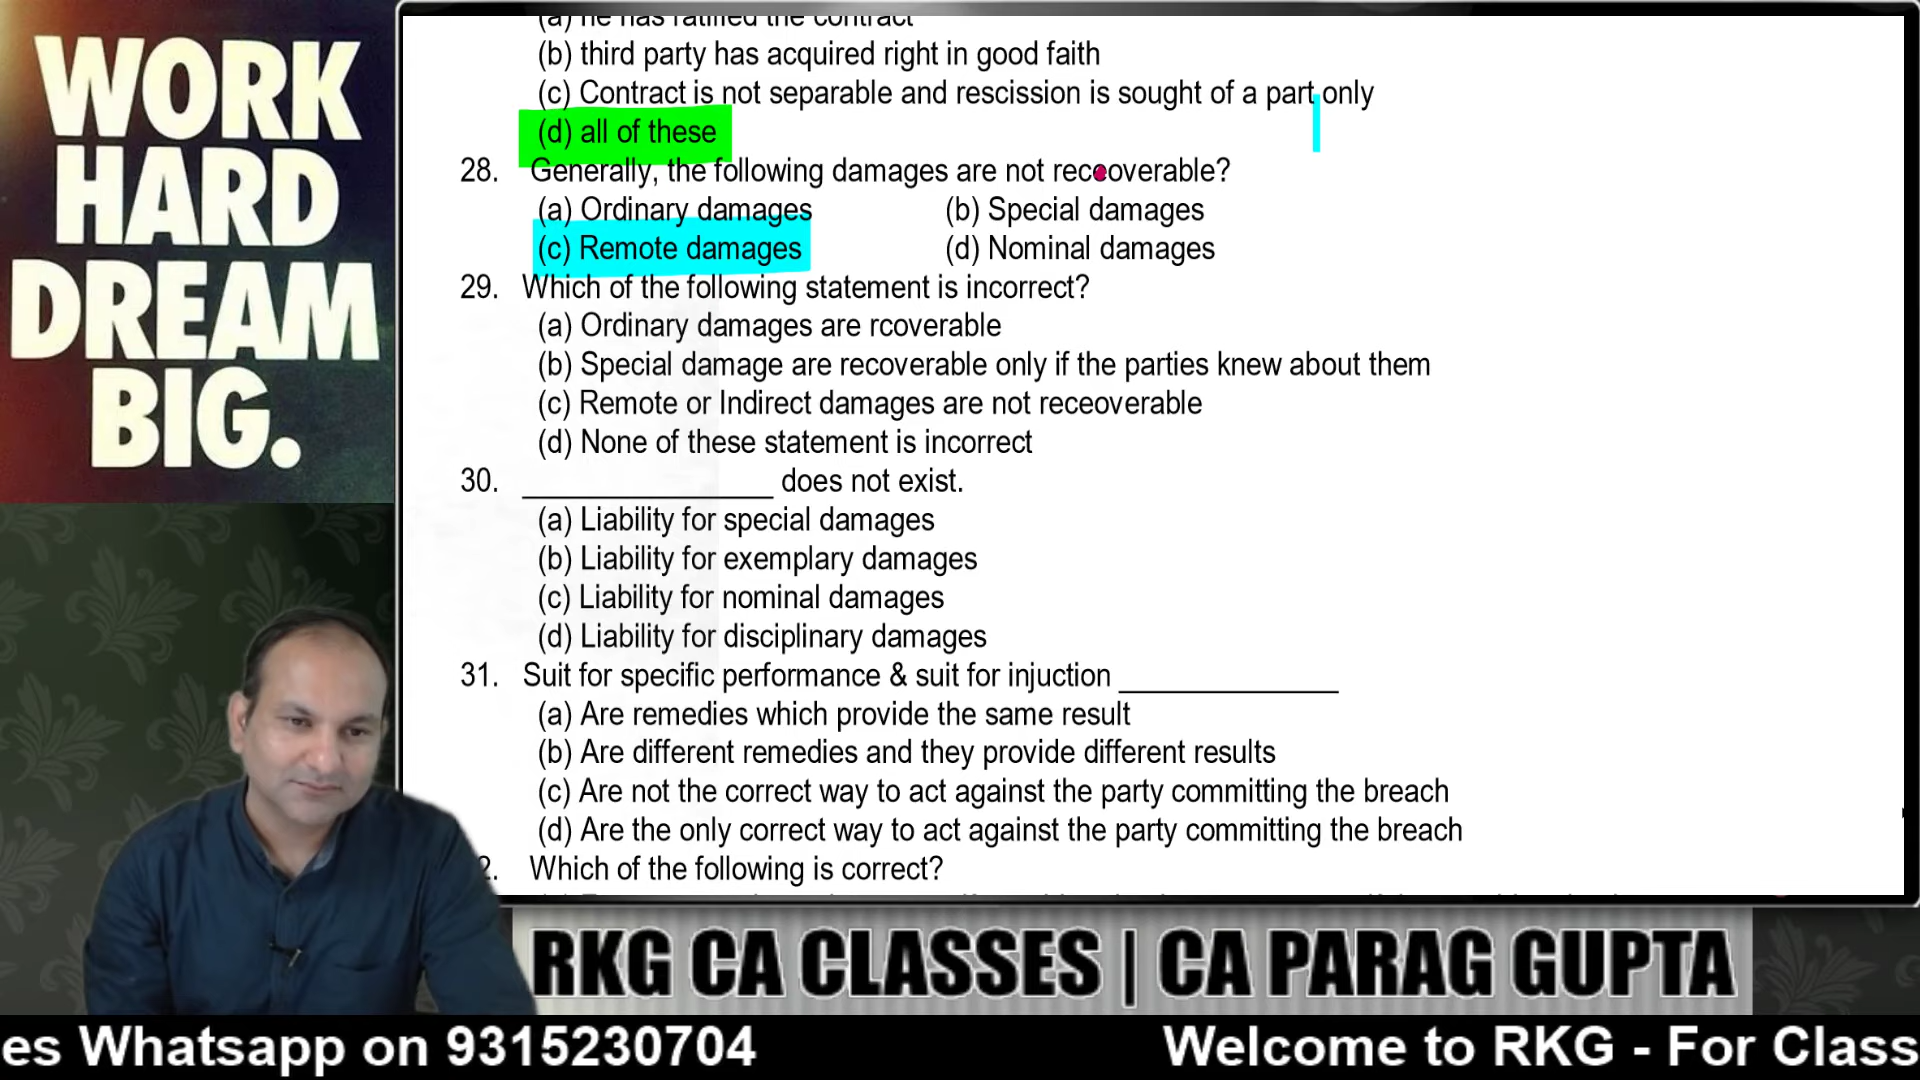 WORK
HARD
DREAM
BIG.
(a) he has ratified the contract
(b) third party has acquired right in good faith
(c) Contract is not separable and rescission is sought of a part only
(d) all of these
28. Generally, the following damages are not receoverable?
(a) Ordinary damages (b) Special damages
(c) Remote damages (d) Nominal damages
29. Which of the following statement is incorrect?
(a) Ordinary damages are rcoverable
(b) Special damage are recoverable only if the parties knew about them
(c) Remote or Indirect damages are not receoverable
(d) None of these statement is incorrect
30. _______________ does not exist.
(a) Liability for special damages
(b) Liability for exemplary damages
(c) Liability for nominal damages
(d) Liability for disciplinary damages
31. Suit for specific performance & suit for injuction _____________
(a) Are remedies which provide the same result
(b) Are different remedies and they provide different results
(c) Are not the correct way to act against the party committing the breach
(d) Are the only correct way to act against the party committing the breach
2. Which of the following is correct?
RKG CA CLASSES | CA PARAG GUPTA
es Whatsapp on 9315230704 Welcome to RKG - For Class